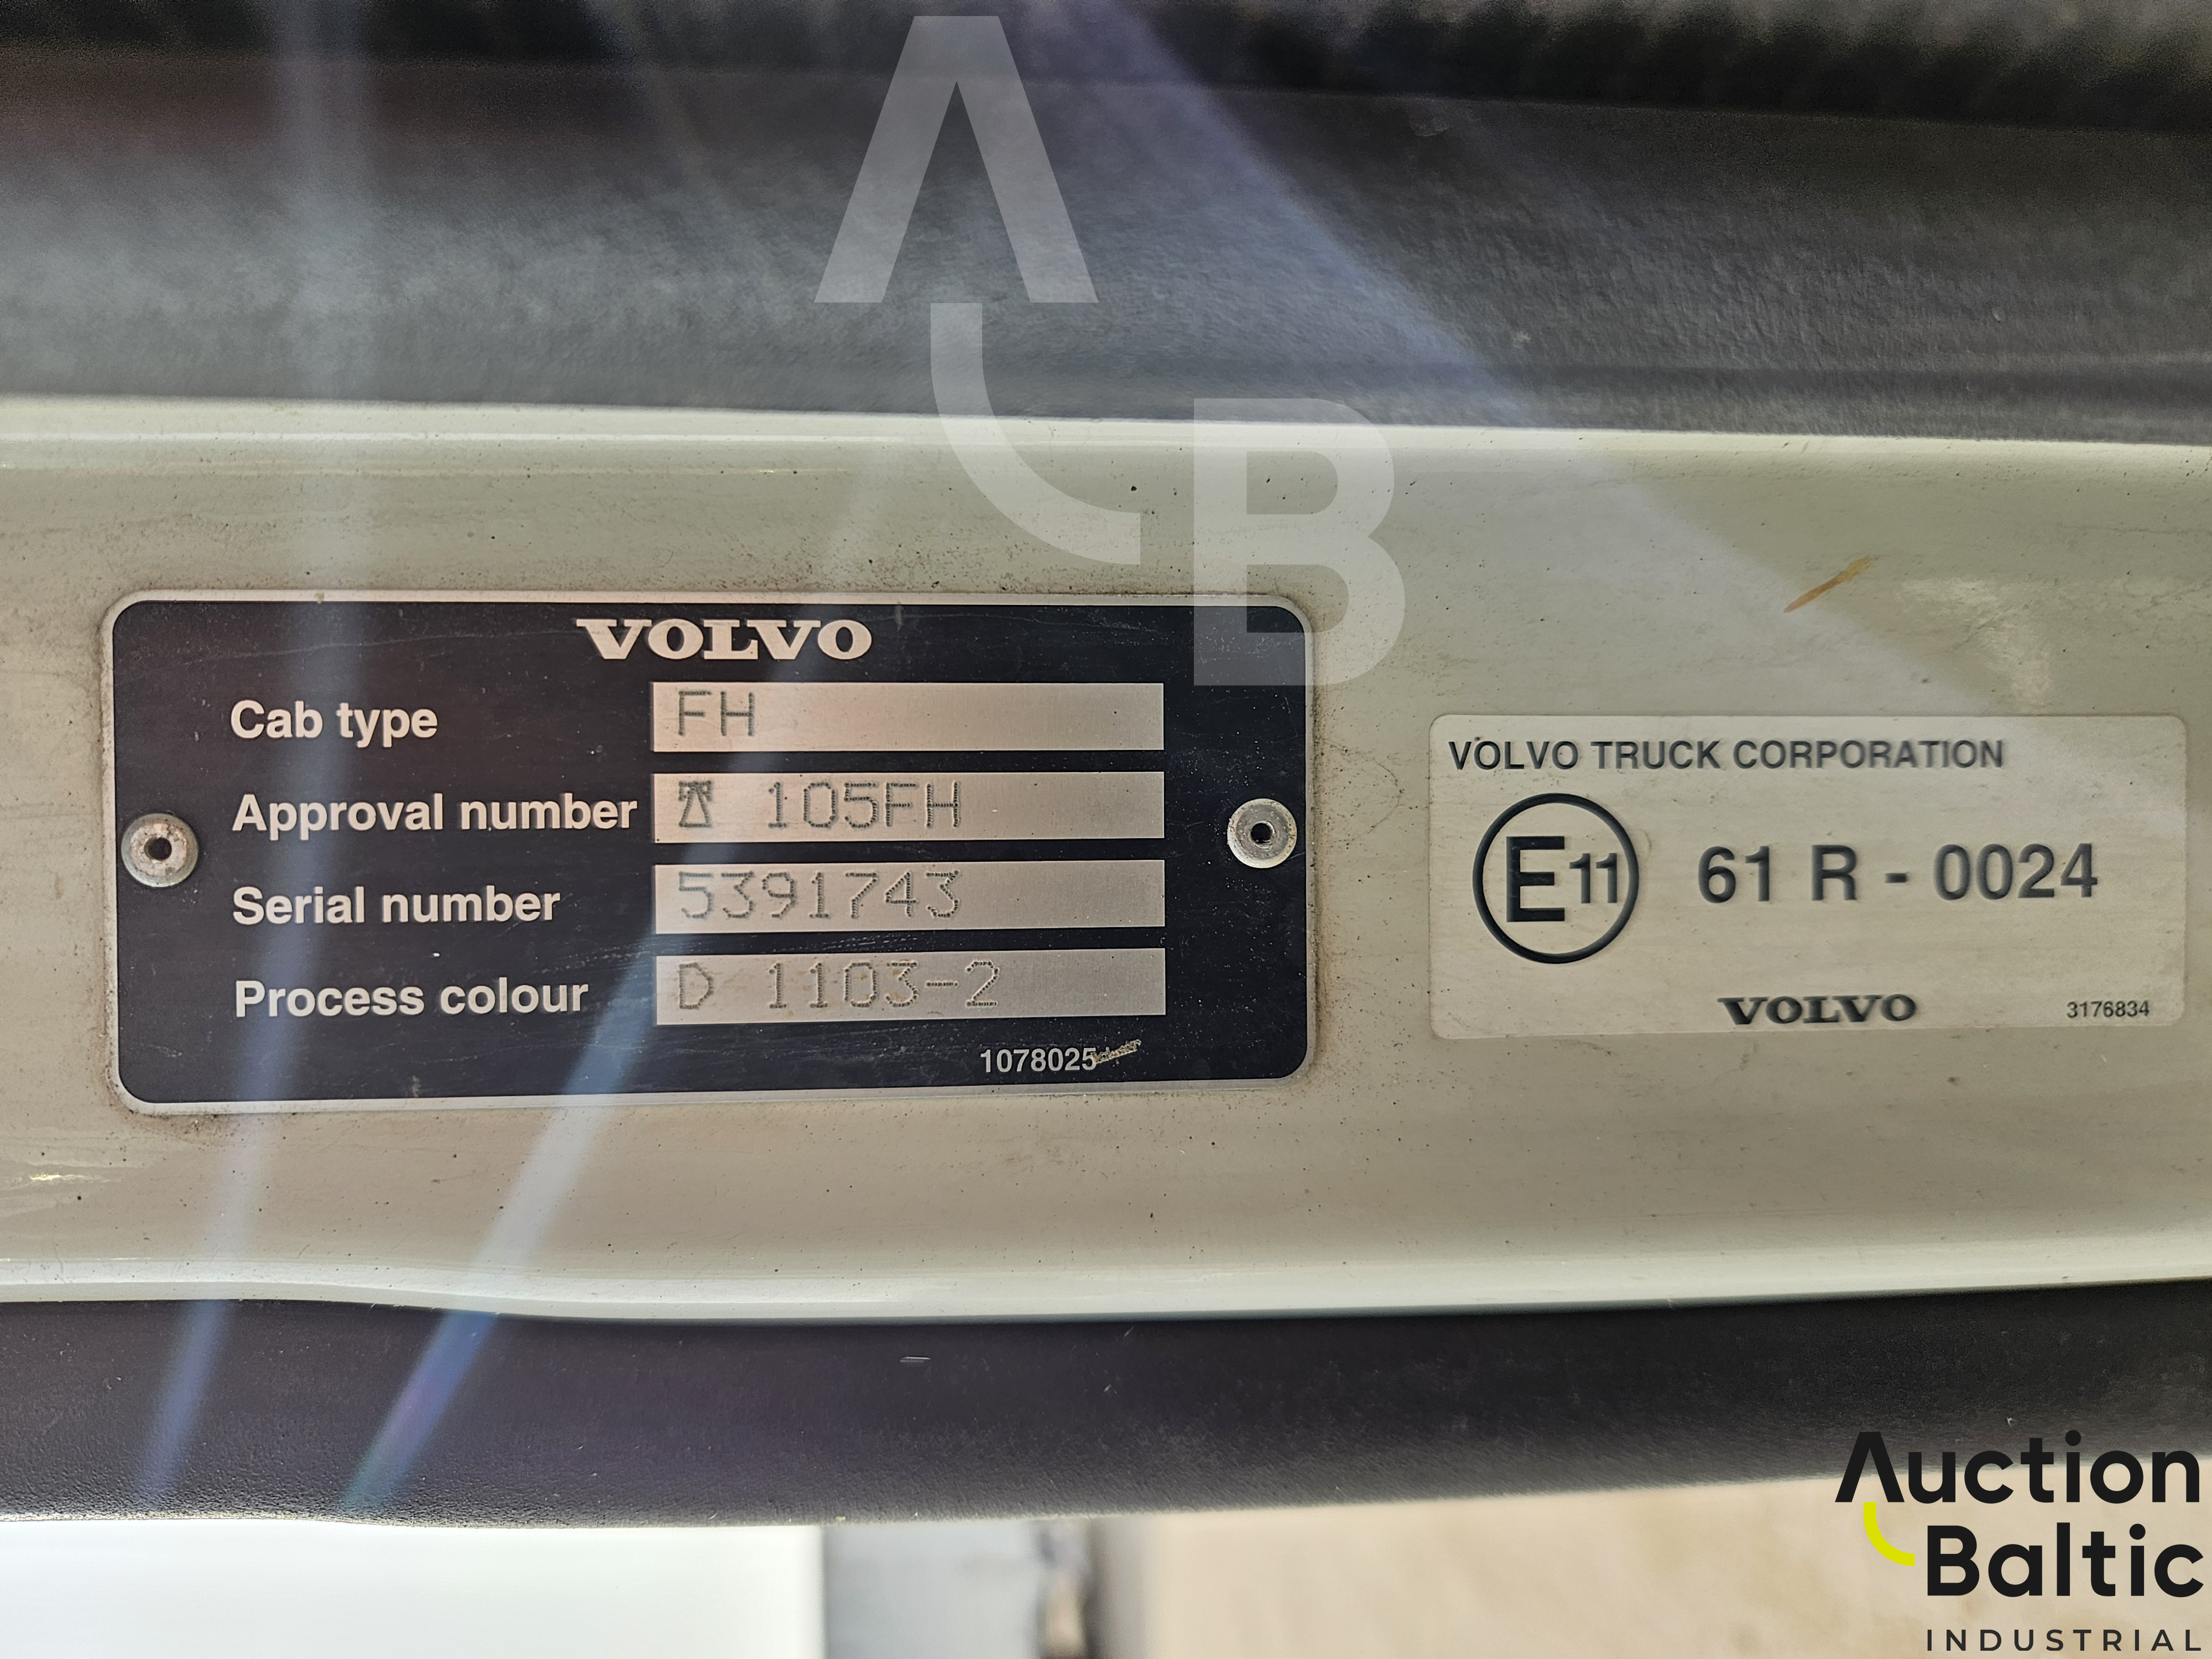 VOLVO
Cab type FH
Approval number 105FH
Serial number 5391743
Process colour D 1103-2
1078025
VOLVO TRUCK CORPORATION
E11 61 R - 0024
VOLVO 3176834
AB
Auction
Baltic
INDUSTRIAL